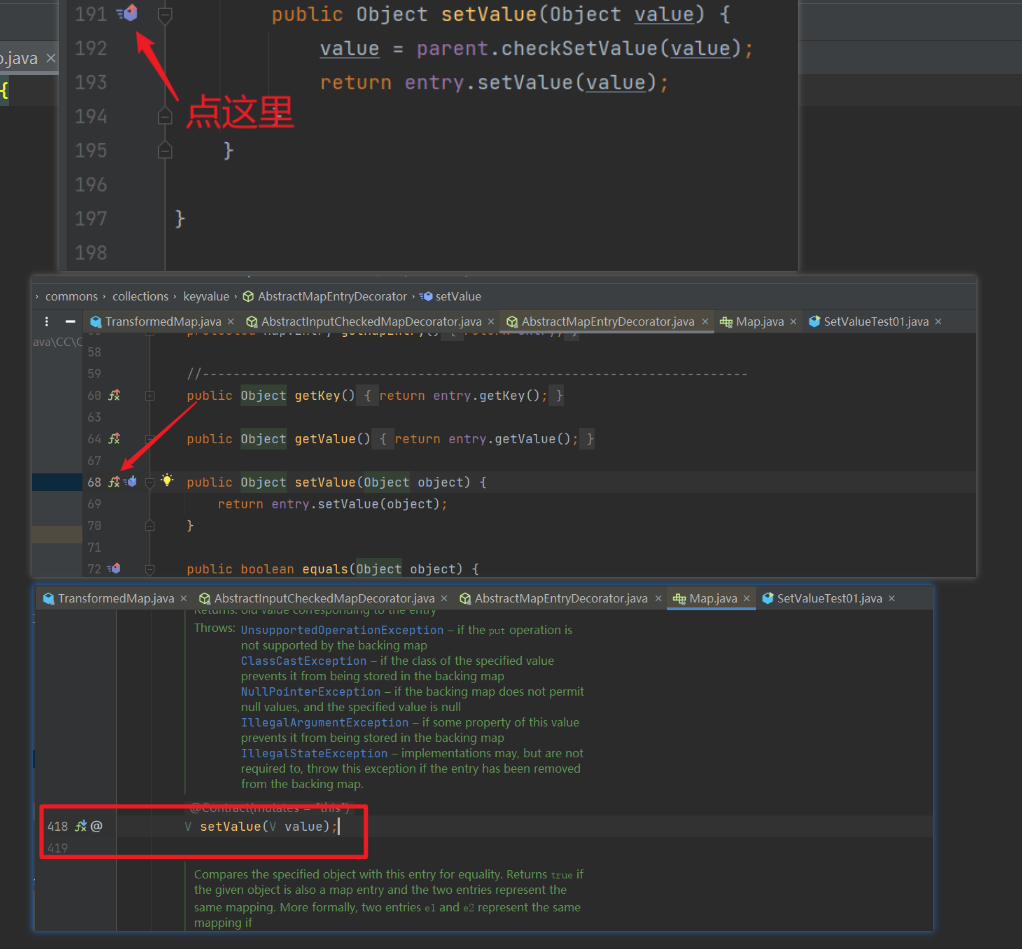 191 public Object setValue(Object value) {
.java ×
192 value = parent.checkSetValue(value);
{
193 return entry.setValue(value);
点这里
194
195 }
196
197 }
198
› commons › collections › keyvalue › AbstractMapEntryDecorator › setValue
TransformedMap.java × AbstractInputCheckedMapDecorator.java × AbstractMapEntryDecorator.java × Map.java × SetValueTest01.java ×
ava\CC\C
58
59 //-----------------------------------------------------------------------
60 public Object getKey() { return entry.getKey(); }
63
64 public Object getValue() { return entry.getValue(); }
67
68 public Object setValue(Object object) {
69 return entry.setValue(object);
70 }
71
72 public boolean equals(Object object) {
TransformedMap.java × AbstractInputCheckedMapDecorator.java × AbstractMapEntryDecorator.java × Map.java × SetValueTest01.java ×
Returns: old value corresponding to the entry
Throws: UnsupportedOperationException – if the put operation is
not supported by the backing map
ClassCastException – if the class of the specified value
prevents it from being stored in the backing map
NullPointerException – if the backing map does not permit
null values, and the specified value is null
IllegalArgumentException – if some property of this value
prevents it from being stored in the backing map
IllegalStateException – implementations may, but are not
required to, throw this exception if the entry has been removed
from the backing map.
@Contract(mutates = "this")
418 @ V setValue(V value);
419
Compares the specified object with this entry for equality. Returns true if
the given object is also a map entry and the two entries represent the
same mapping. More formally, two entries e1 and e2 represent the same
mapping if